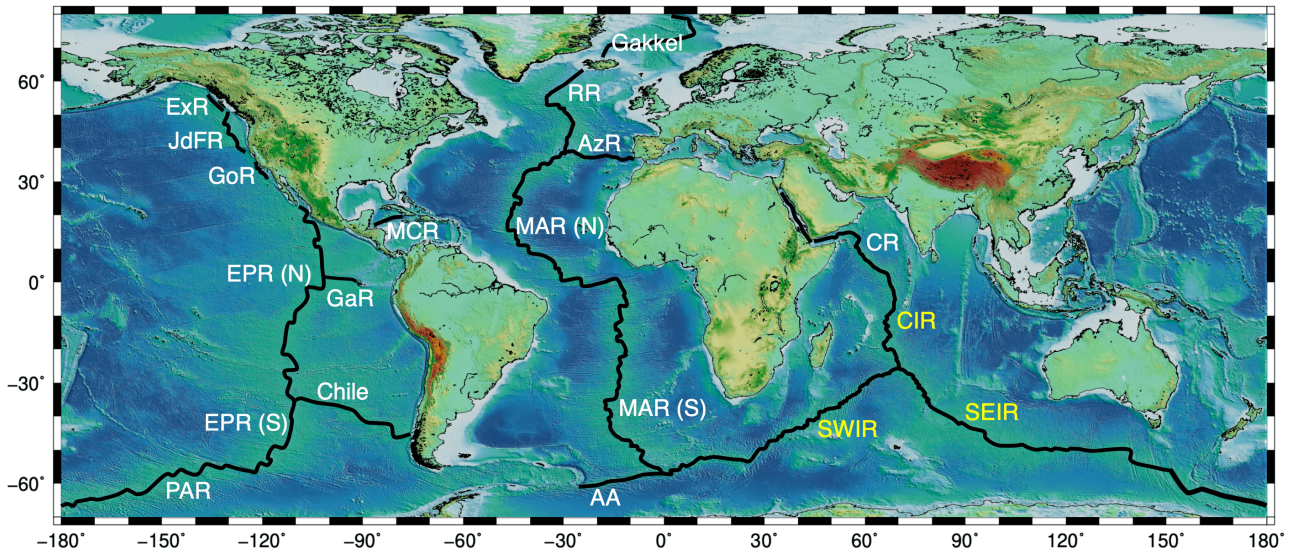 Gakkel
60°
RR
ExR
JdFR
AzR
GoR
30°
MAR (N)
MCR
CR
EPR (N)
0°
GaR
CIR
−30°
Chile
EPR (S)
MAR (S)
SEIR
SWIR
−60°
PAR
AA
−180° −150° −120° −90° −60° −30° 0° 30° 60° 90° 120° 150° 180°